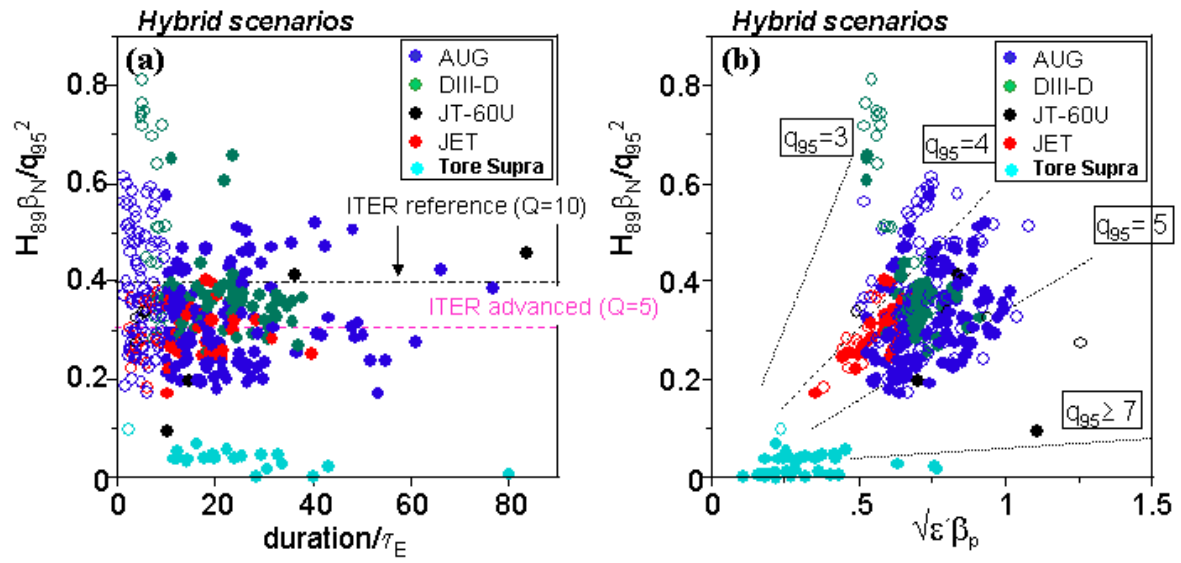 Hybrid scenarios
(a)
AUG
DIII-D
JT-60U
JET
Tore Supra
ITER reference (Q=10)
ITER advanced (Q=5)
H89βN/q95²
0.8
0.6
0.4
0.2
0
0 20 40 60 80
duration/τE
Hybrid scenarios
(b)
AUG
DIII-D
JT-60U
JET
Tore Supra
q95=3
q95=4
q95= 5
q95≥ 7
H89βN/q95²
0.8
0.6
0.4
0.2
0
0 .5 1 1.5
√ε βp